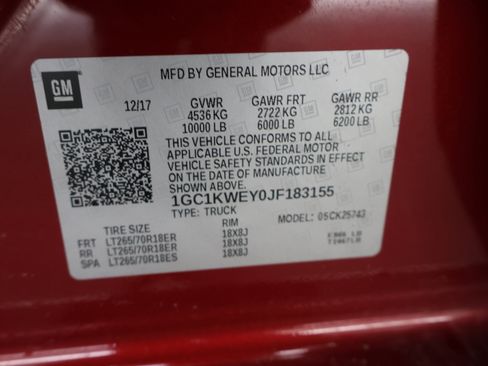 GM
MFD BY GENERAL MOTORS LLC
12/17 GVWR GAWR FRT GAWR RR
4536 KG 2722 KG 2812 KG
10000 LB 6000 LB 6200 LB
THIS VEHICLE CONFORMS TO ALL
APPLICABLE U.S. FEDERAL MOTOR
VEHICLE SAFETY STANDARDS IN EFFECT
ON THE DATE OF MANUFACTURE
SHOWN ABOVE.
1GC1KWEY0JF183155
TYPE: TRUCK MODEL: 05CK25743
TIRE SIZE RIM
FRT LT265/70R18ER 18X8J
RR LT265/70R18ER 18X8J
SPA LT265/70R18ES 18X8J